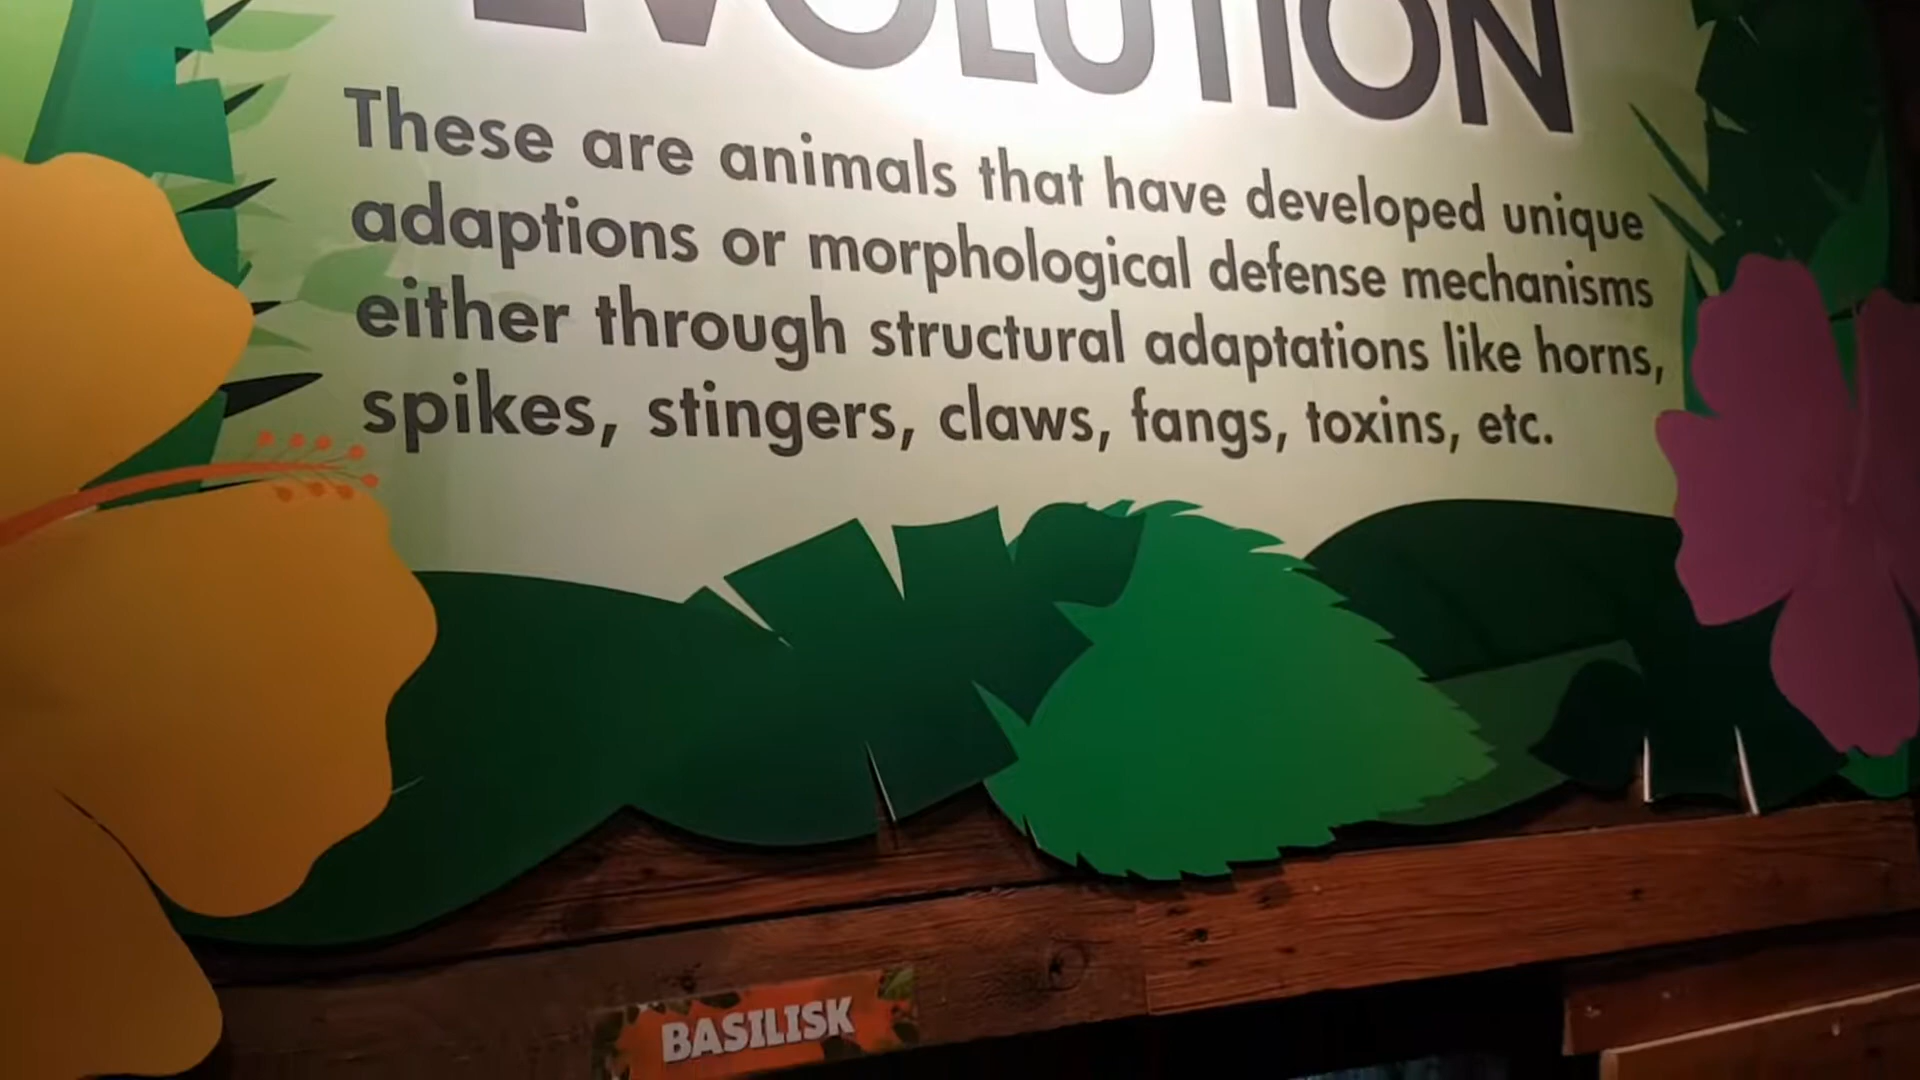 EVOLUTION
These are animals that have developed unique
adaptions or morphological defense mechanisms
either through structural adaptations like horns,
spikes, stingers, claws, fangs, toxins, etc.
BASILISK